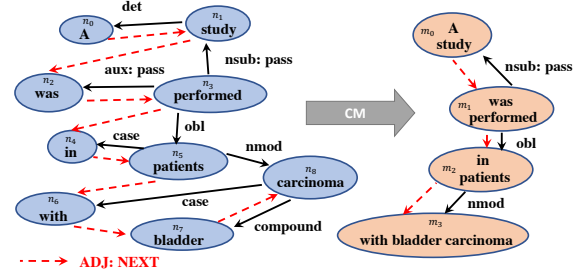 det
n0 A
n1 study
nsub: pass
aux: pass
n2 was
n3 performed
obl
case
n4 in
n5 patients
nmod
n8 carcinoma
n6 with
case
n7 bladder
compound
ADJ: NEXT
CM
m0 A study
nsub: pass
m1 was performed
obl
m2 in patients
nmod
m3 with bladder carcinoma